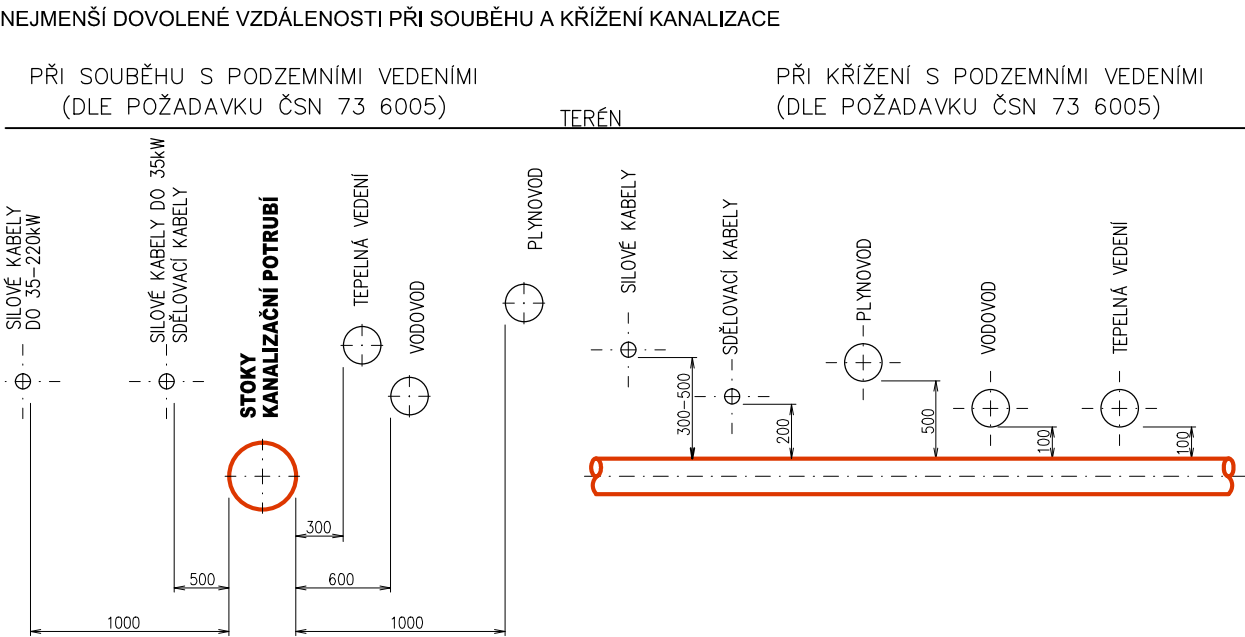 NEJMENŠÍ DOVOLENÉ VZDÁLENOSTI PŘI SOUBĚHU A KŘÍŽENÍ KANALIZACE
PŘI SOUBĚHU S PODZEMNÍMI VEDENÍMI
(DLE POŽADAVKU ČSN 73 6005)
TERÉN
PŘI KŘÍŽENÍ S PODZEMNÍMI VEDENÍMI
(DLE POŽADAVKU ČSN 73 6005)
SILOVÉ KABELY
DO 35-220kW
SILOVÉ KABELY DO 35kW
SDĚLOVACÍ KABELY
STOKY
KANALIZAČNÍ POTRUBÍ
TEPELNÁ VEDENÍ
VODOVOD
PLYNOVOD
300
500
600
1000
1000
SILOVÉ KABELY
SDĚLOVACÍ KABELY
PLYNOVOD
VODOVOD
TEPELNÁ VEDENÍ
300-500
200
500
100
100